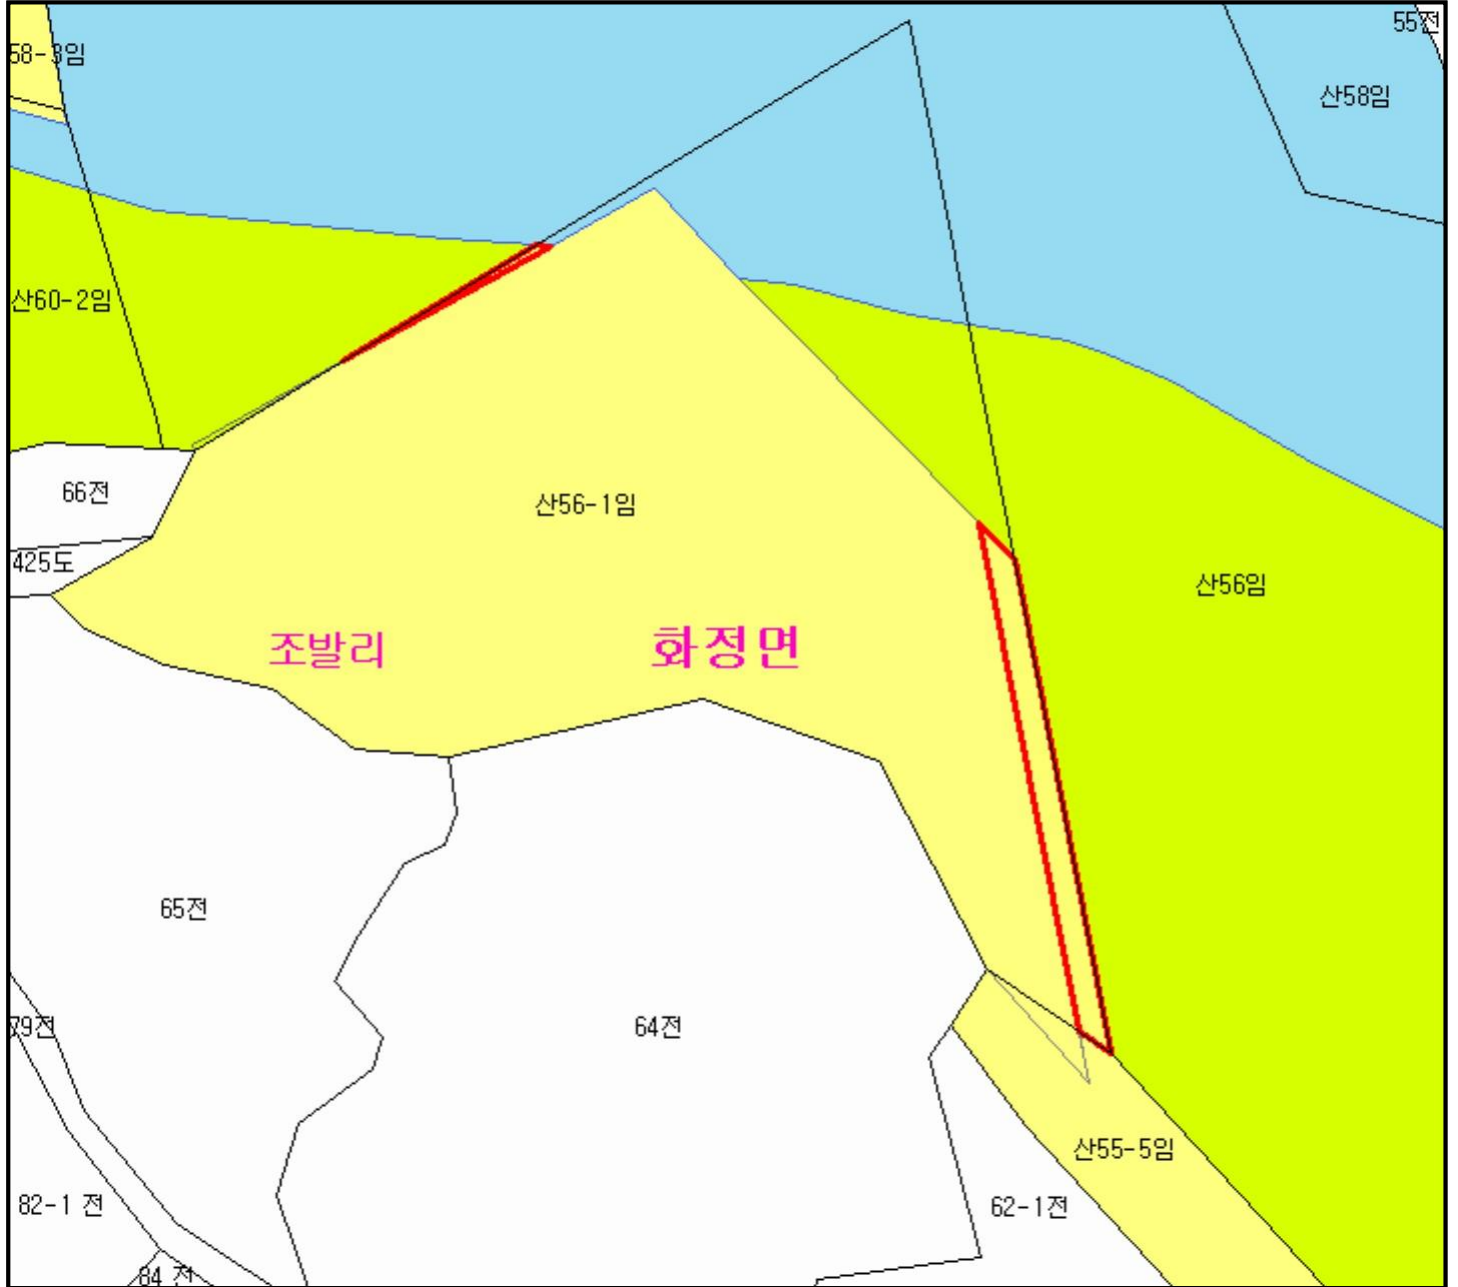 55전
58-3임
산58임
산60-2임
66전
산56-1임
425도
산56임
조발리
화정면
65전
79전
64전
산55-5임
82-1 전
62-1전
84 전